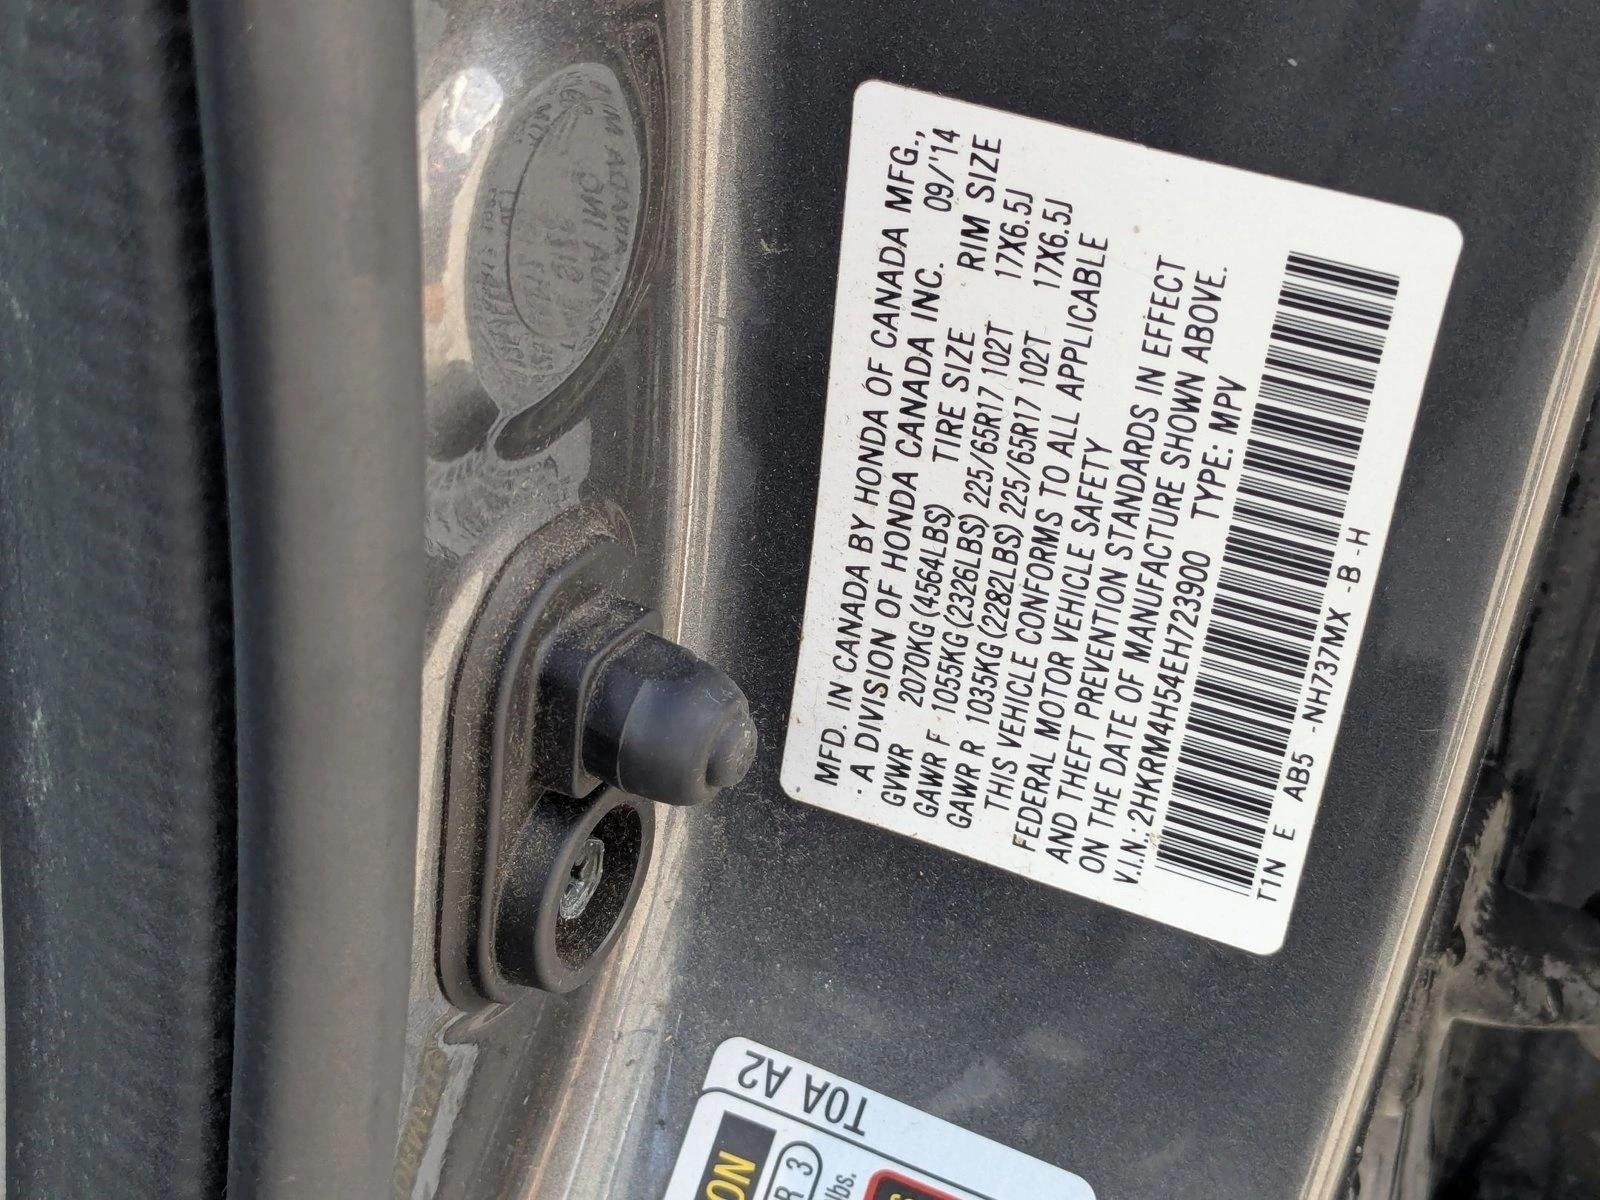 MFD. IN CANADA BY HONDA OF CANADA MFG.,
A DIVISION OF HONDA CANADA INC. 09/'14
GVWR 2070KG (4564LBS) TIRE SIZE RIM SIZE
GAWR F 1055KG (2326LBS) 225/65R17 102T 17X6.5J
GAWR R 1035KG (2282LBS) 225/65R17 102T 17X6.5J
THIS VEHICLE CONFORMS TO ALL APPLICABLE
FEDERAL MOTOR VEHICLE SAFETY
AND THEFT PREVENTION STANDARDS IN EFFECT
ON THE DATE OF MANUFACTURE SHOWN ABOVE.
V.I.N.: 2HKRM4H54EH723900 TYPE: MPV
T1N E AB5 -NH737MX -B -H
T0A A2
ON
R 3
lbs.